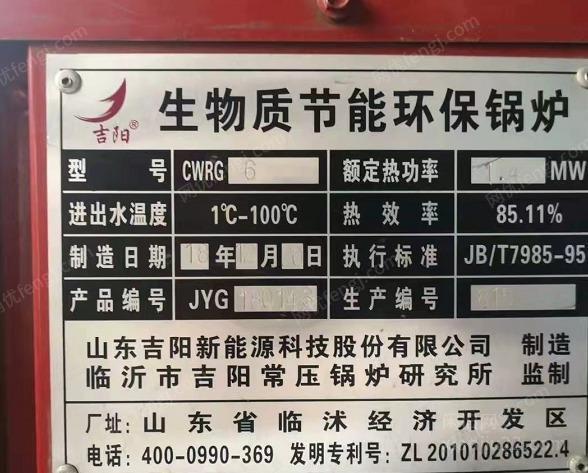 吉阳®
生物质节能环保锅炉
型 号 CWRG 6 额定热功率 1.4 MW
进出水温度 1℃-100℃ 热效率 85.11%
制造日期 18年 月 日 执行标准 JB/T7985-95
产品编号 JYG 生产编号
山东吉阳新能源科技股份有限公司 制造
临沂市吉阳常压锅炉研究所 监制
厂址: 山东省临沭经济开发区
电话: 400-0990-369 发明专利号: ZL 201010286522.4